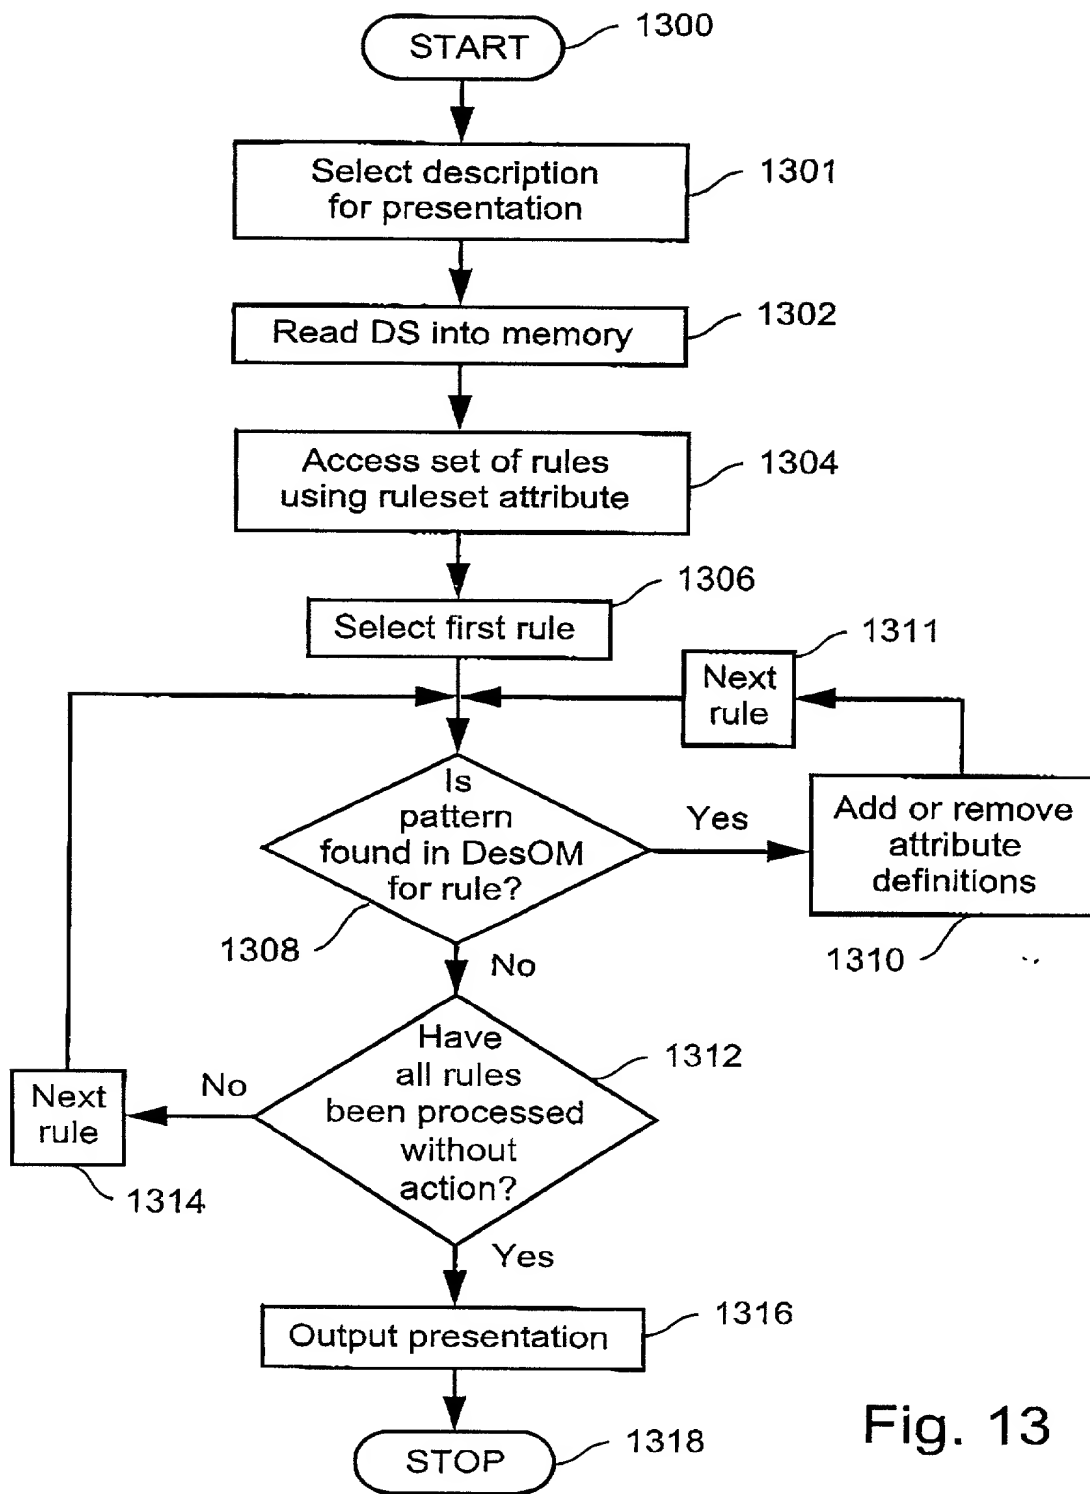 START
1300
Select description
for presentation
1301
Read DS into memory
1302
Access set of rules
using ruleset attribute
1304
Select first rule
1306
Next
rule
1311
Is
pattern
found in DesOM
for rule?
1308
Yes
Add or remove
attribute
definitions
1310
No
Have
all rules
been processed
without
action?
1312
No
Next
rule
1314
Yes
Output presentation
1316
STOP
1318
Fig. 13